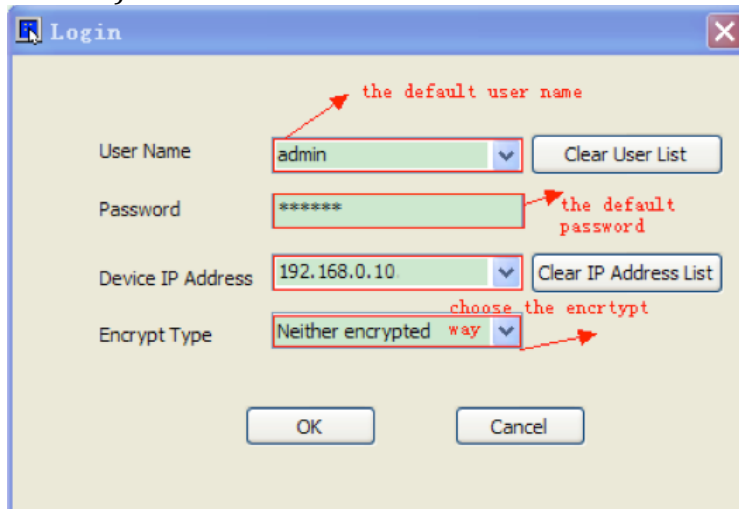 Login
the default user name
User Name
admin
Clear User List
Password
******
the default
password
Device IP Address
192.168.0.10
Clear IP Address List
choose the encrtypt
way
Encrypt Type
Neither encrypted
OK
Cancel